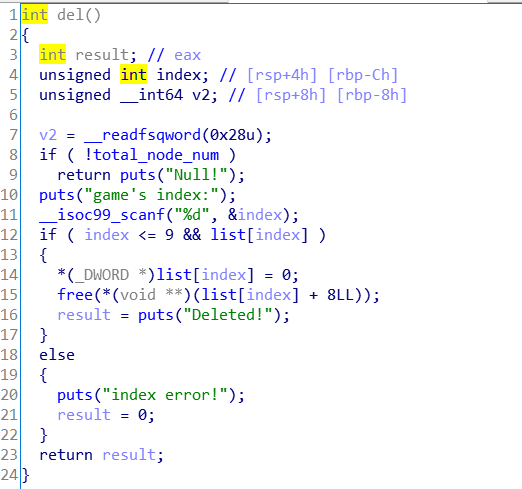 1 int del()
2 {
3   int result; // eax
4   unsigned int index; // [rsp+4h] [rbp-Ch]
5   unsigned __int64 v2; // [rsp+8h] [rbp-8h]
6
7   v2 = __readfsqword(0x28u);
8   if ( !total_node_num )
9     return puts("Null!");
10   puts("game's index:");
11   __isoc99_scanf("%d", &index);
12   if ( index <= 9 && list[index] )
13   {
14     *(_DWORD *)list[index] = 0;
15     free(*(void **)(list[index] + 8LL));
16     result = puts("Deleted!");
17   }
18   else
19   {
20     puts("index error!");
21     result = 0;
22   }
23   return result;
24 }